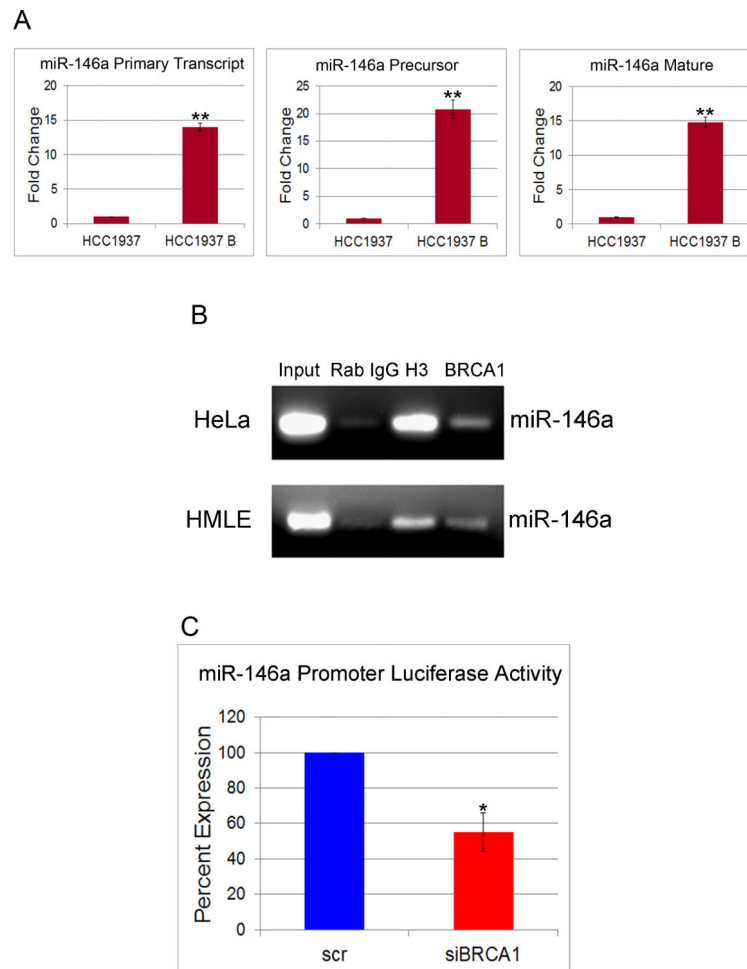 A
miR-146a Primary Transcript
Fold Change
20
15
10
5
0
**
HCC1937
HCC1937 B
miR-146a Precursor
Fold Change
25
20
15
10
5
0
**
HCC1937
HCC1937 B
miR-146a Mature
Fold Change
20
15
10
5
0
**
HCC1937
HCC1937 B
B
Input Rab IgG H3 BRCA1
HeLa
miR-146a
HMLE
miR-146a
C
miR-146a Promoter Luciferase Activity
Percent Expression
120
100
80
60
40
20
0
*
scr
siBRCA1